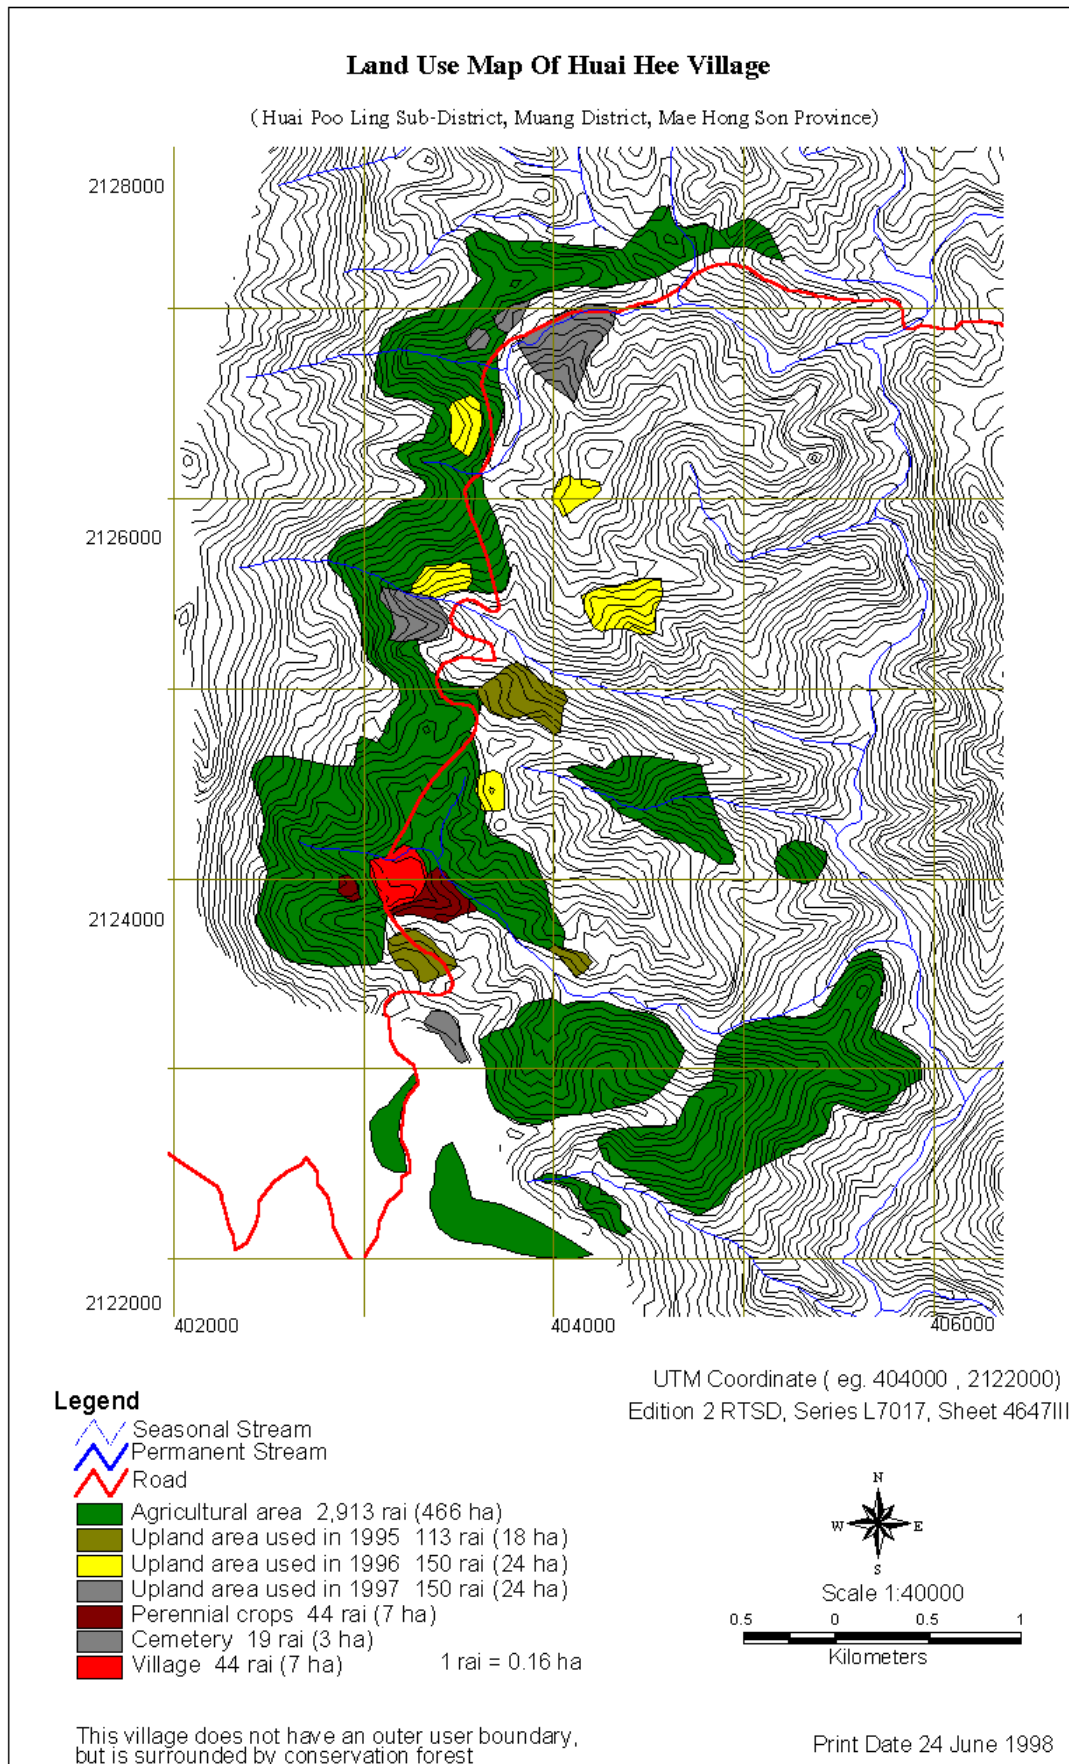 Land Use Map Of Huai Hee Village
( Huai Poo Ling Sub-District, Muang District, Mae Hong Son Province)
2128000
2126000
2124000
2122000
402000
404000
406000
UTM Coordinate ( eg. 404000 , 2122000)
Edition 2 RTSD, Series L7017, Sheet 4647III
Legend
Seasonal Stream
Permanent Stream
Road
Agricultural area 2,913 rai (466 ha)
Upland area used in 1995 113 rai (18 ha)
Upland area used in 1996 150 rai (24 ha)
Upland area used in 1997 150 rai (24 ha)
Perennial crops 44 rai (7 ha)
Cemetery 19 rai (3 ha)
Village 44 rai (7 ha)
1 rai = 0.16 ha
N
W E
S
Scale 1:40000
0.5 0 0.5 1
Kilometers
This village does not have an outer user boundary,
but is surrounded by conservation forest
Print Date 24 June 1998